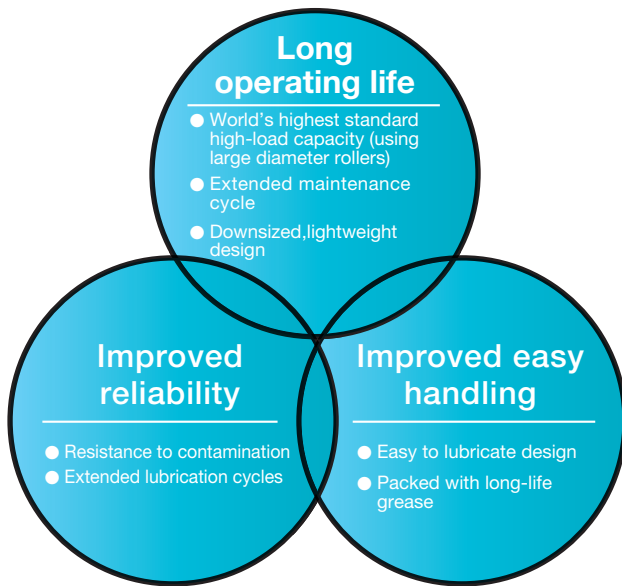 Long
operating life
● World's highest standard
high-load capacity (using
large diameter rollers)
● Extended maintenance
cycle
● Downsized,lightweight
design
Improved
reliability
● Resistance to contamination
● Extended lubrication cycles
Improved easy
handling
● Easy to lubricate design
● Packed with long-life
grease